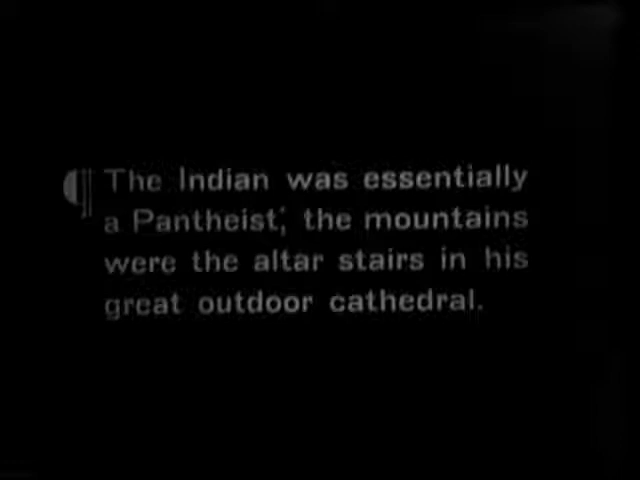 ¶ The Indian was essentially
a Pantheist; the mountains
were the altar stairs in his
great outdoor cathedral.